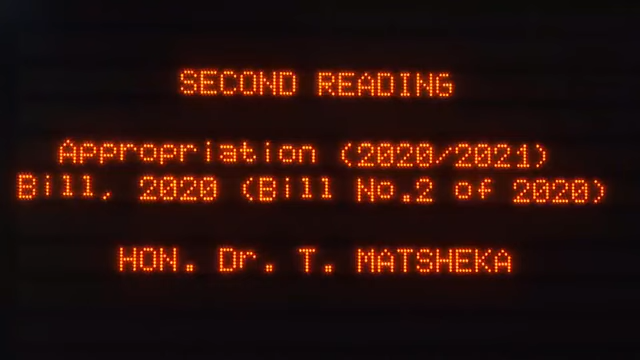 SECOND READING
Appropriation (2020/2021)
Bill, 2020 (Bill No.2 of 2020)
HON. Dr. T. MATSHEKA